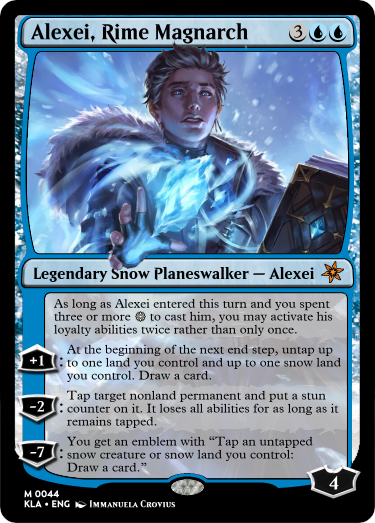 Alexei, Rime Magnarch 3
Legendary Snow Planeswalker — Alexei
As long as Alexei entered this turn and you spent
three or more to cast him, you may activate his
loyalty abilities twice rather than only once.
+1: At the beginning of the next end step, untap up
to one land you control and up to one snow land
you control. Draw a card.
-2: Tap target nonland permanent and put a stun
counter on it. It loses all abilities for as long as it
remains tapped.
-7: You get an emblem with “Tap an untapped
snow creature or snow land you control:
Draw a card.”
4
M 0044
KLA • ENG Immanuela Crovius